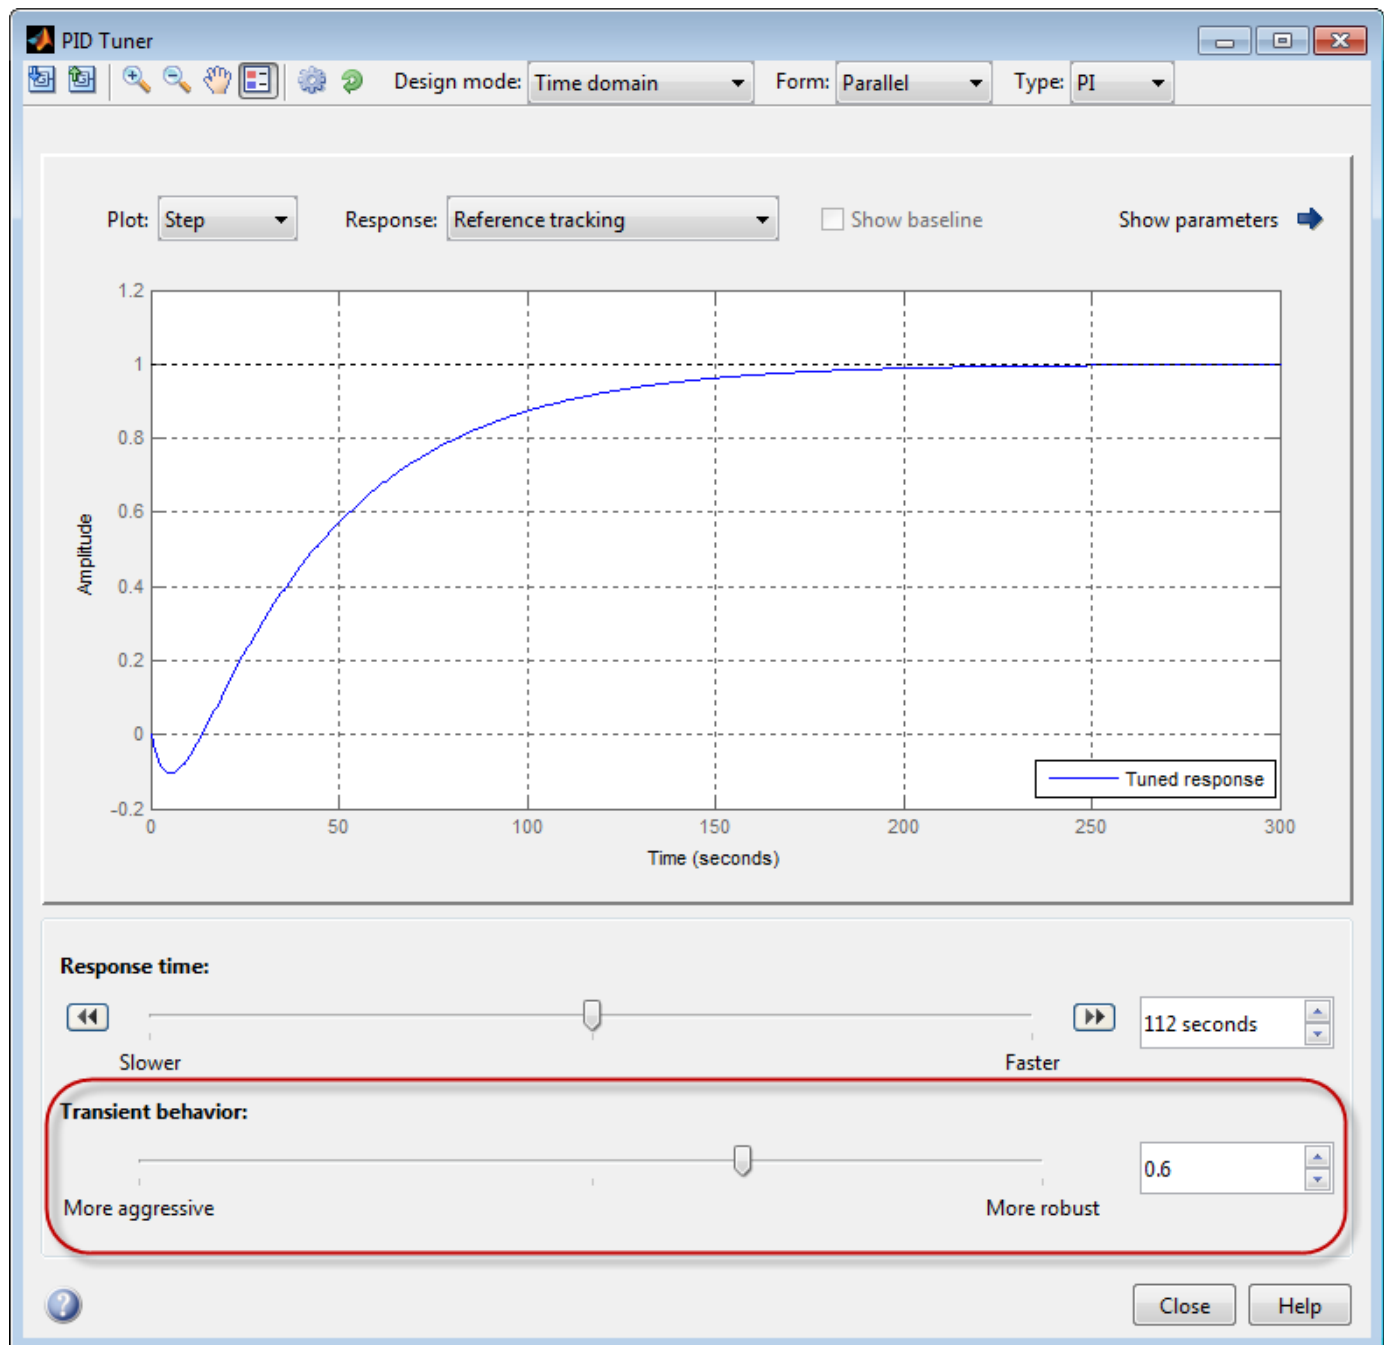 PID Tuner
Design mode: Time domain Form: Parallel Type: PI
Plot: Step Response: Reference tracking Show baseline Show parameters
1.2
1
0.8
0.6
0.4
0.2
0
-0.2
Amplitude
Tuned response
0 50 100 150 200 250 300
Time (seconds)
Response time:
112 seconds
Slower Faster
Transient behavior:
0.6
More aggressive More robust
? Close Help